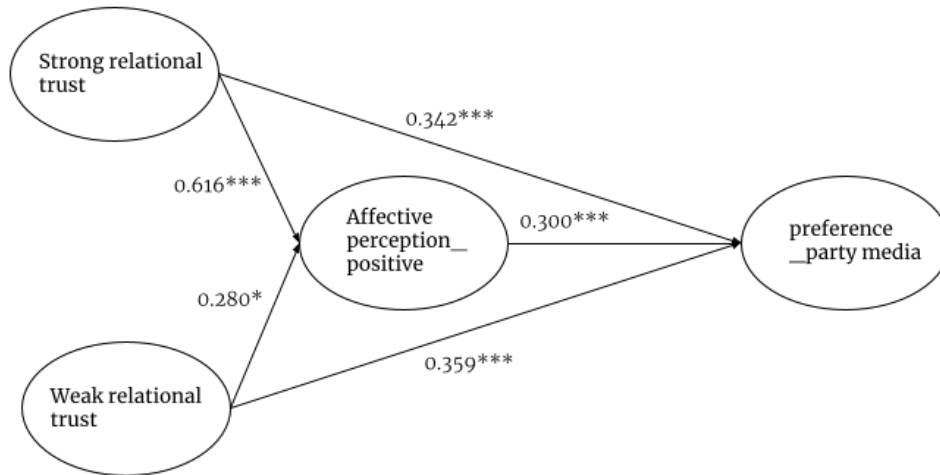 Strong relational
trust
0.342***
0.616***
Affective
perception_
positive
0.300***
preference
_party media
0.280*
0.359***
Weak relational
trust